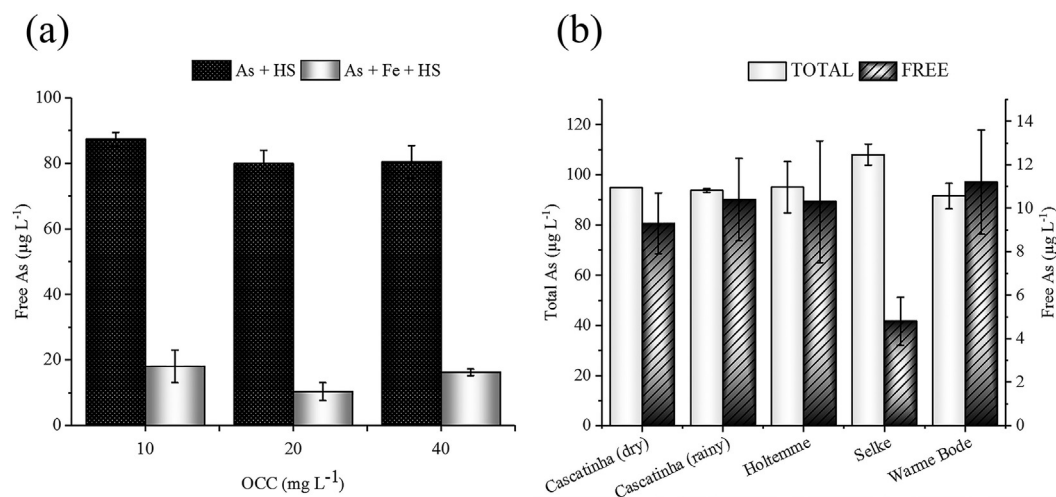 (a)
As + HS
As + Fe + HS
100
80
60
40
20
0
Free As (µg L⁻¹)
10
20
40
OCC (mg L⁻¹)
(b)
TOTAL
FREE
120
100
80
60
40
20
0
Total As (µg L⁻¹)
14
12
10
8
6
4
2
0
Free As (µg L⁻¹)
Cascatinha (dry)
Cascatinha (rainy)
Holtemme
Selke
Warme Bode